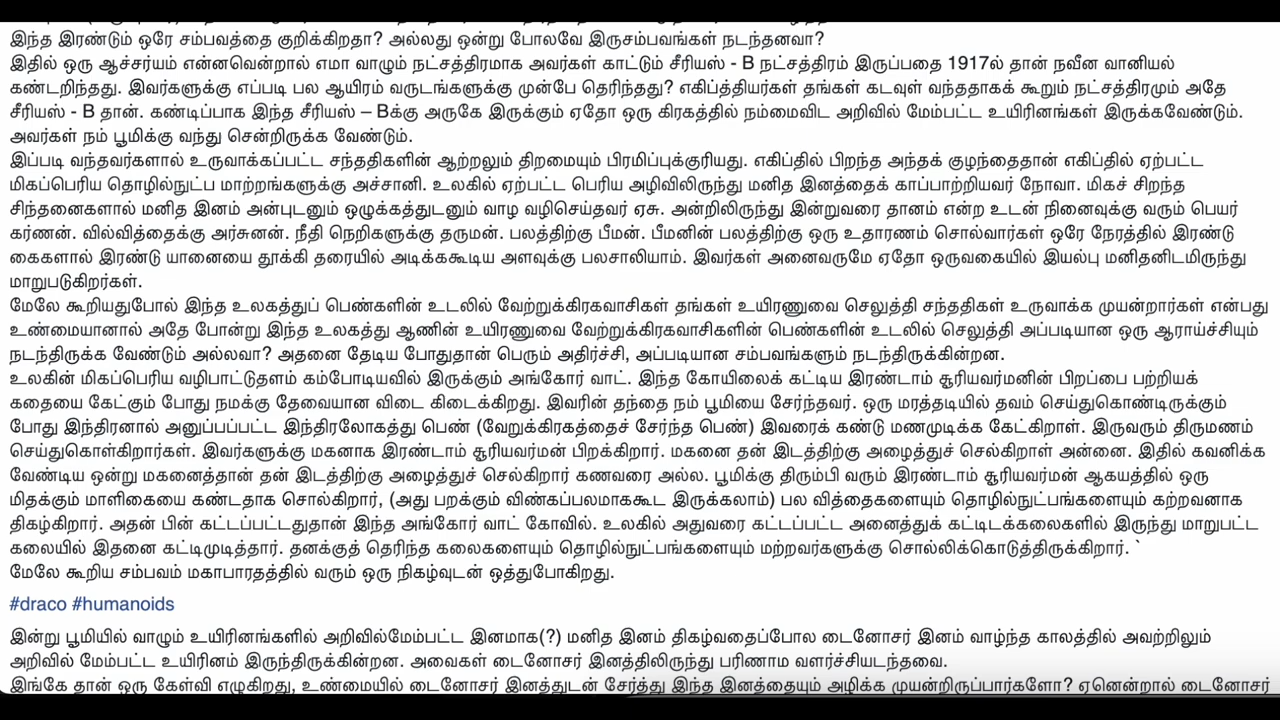 இந்த இரண்டும் ஒரே சம்பவத்தை குறிக்கிறதா? அல்லது ஒன்று போலவே இருசம்பவங்கள் நடந்தனவா?
இதில் ஒரு ஆச்சர்யம் என்னவென்றால் எமா வாழும் நட்சத்திரமாக அவர்கள் காட்டும் சீரியஸ் - B நட்சத்திரம் இருப்பதை 1917ல் தான் நவீன வானியல்
கண்டறிந்தது. இவர்களுக்கு எப்படி பல ஆயிரம் வருடங்களுக்கு முன்பே தெரிந்தது? எகிப்த்தியர்கள் தங்கள் கடவுள் வந்ததாகக் கூறும் நட்சத்திரமும் அதே
சீரியஸ் - B தான். கண்டிப்பாக இந்த சீரியஸ் – Bக்கு அருகே இருக்கும் ஏதோ ஒரு கிரகத்தில் நம்மைவிட அறிவில் மேம்பட்ட உயிரினங்கள் இருக்கவேண்டும்.
அவர்கள் நம் பூமிக்கு வந்து சென்றிருக்க வேண்டும்.
இப்படி வந்தவர்களால் உருவாக்கப்பட்ட சந்ததிகளின் ஆற்றலும் திறமையும் பிரமிப்புக்குரியது. எகிப்தில் பிறந்த அந்தக் குழந்தைதான் எகிப்தில் ஏற்பட்ட
மிகப்பெரிய தொழில்நுட்ப மாற்றங்களுக்கு அச்சானி. உலகில் ஏற்பட்ட பெரிய அழிவிலிருந்து மனித இனத்தைக் காப்பாற்றியவர் நோவா. மிகச் சிறந்த
சிந்தனைகளால் மனித இனம் அன்புடனும் ஒழுக்கத்துடனும் வாழ வழிசெய்தவர் ஏசு. அன்றிலிருந்து இன்றுவரை தானம் என்ற உடன் நினைவுக்கு வரும் பெயர்
கர்ணன். வில்வித்தைக்கு அர்சுனன். நீதி நெறிகளுக்கு தருமன். பலத்திற்கு பீமன். பீமனின் பலத்திற்கு ஒரு உதாரணம் சொல்வார்கள் ஒரே நேரத்தில் இரண்டு
கைகளால் இரண்டு யானையை தூக்கி தரையில் அடிக்ககூடிய அளவுக்கு பலசாலியாம். இவர்கள் அனைவருமே ஏதோ ஒருவகையில் இயல்பு மனிதனிடமிருந்து
மாறுபடுகிறர்கள்.
மேலே கூறியதுபோல் இந்த உலகத்துப் பெண்களின் உடலில் வேற்றுக்கிரகவாசிகள் தங்கள் உயிரணுவை செலுத்தி சந்ததிகள் உருவாக்க முயன்றார்கள் என்பது
உண்மையானால் அதே போன்று இந்த உலகத்து ஆணின் உயிரணுவை வேற்றுக்கிரகவாசிகளின் பெண்களின் உடலில் செலுத்தி அப்படியான ஒரு ஆராய்ச்சியும்
நடந்திருக்க வேண்டும் அல்லவா? அதனை தேடிய போதுதான் பெரும் அதிர்ச்சி, அப்படியான சம்பவங்களும் நடந்திருக்கின்றன.
உலகின் மிகப்பெரிய வழிபாட்டுதளம் கம்போடியவில் இருக்கும் அங்கோர் வாட். இந்த கோயிலைக் கட்டிய இரண்டாம் சூரியவர்மனின் பிறப்பை பற்றியக்
கதையை கேட்கும் போது நமக்கு தேவையான விடை கிடைக்கிறது. இவரின் தந்தை நம் பூமியை சேர்ந்தவர். ஒரு மரத்தடியில் தவம் செய்துகொண்டிருக்கும்
போது இந்திரனால் அனுப்பப்பட்ட இந்திரலோகத்து பெண் (வேறுக்கிரகத்தைச் சேர்ந்த பெண்) இவரைக் கண்டு மணமுடிக்க கேட்கிறாள். இருவரும் திருமணம்
செய்துகொள்கிறார்கள். இவர்களுக்கு மகனாக இரண்டாம் சூரியவர்மன் பிறக்கிறார். மகனை தன் இடத்திற்கு அழைத்துச் செல்கிறாள் அன்னை. இதில் கவனிக்க
வேண்டிய ஒன்று மகனைத்தான் தன் இடத்திற்கு அழைத்துச் செல்கிறார் கணவரை அல்ல. பூமிக்கு திரும்பி வரும் இரண்டாம் சூரியவர்மன் ஆகயத்தில் ஒரு
மிதக்கும் மாளிகையை கண்டதாக சொல்கிறார், (அது பறக்கும் விண்கப்பலமாககூட இருக்கலாம்) பல வித்தைகளையும் தொழில்நுட்பங்களையும் கற்றவனாக
திகழ்கிறார். அதன் பின் கட்டப்பட்டதுதான் இந்த அங்கோர் வாட் கோவில். உலகில் அதுவரை கட்டப்பட்ட அனைத்துக் கட்டிடக்கலைகளில் இருந்து மாறுபட்ட
கலையில் இதனை கட்டிமுடித்தார். தனக்குத் தெரிந்த கலைகளையும் தொழில்நுட்பங்களையும் மற்றவர்களுக்கு சொல்லிக்கொடுத்திருக்கிறார். `
மேலே கூறிய சம்பவம் மகாபாரதத்தில் வரும் ஒரு நிகழ்வுடன் ஒத்துபோகிறது.
#draco #humanoids
இன்று பூமியில் வாழும் உயிரினங்களில் அறிவில்மேம்பட்ட இனமாக(?) மனித இனம் திகழ்வதைப்போல டைனோசர் இனம் வாழ்ந்த காலத்தில் அவற்றிலும்
அறிவில் மேம்பட்ட உயிரினம் இருந்திருக்கின்றன. அவைகள் டைனோசர் இனத்திலிருந்து பரிணாம வளர்ச்சியடந்தவை.
இங்கே தான் ஒரு கேள்வி எழுகிறது, உண்மையில் டைனோசர் இனத்துடன் சேர்த்து இந்த இனத்தையும் அழிக்க முயன்றிருப்பார்களோ? ஏனென்றால் டைனோசர்